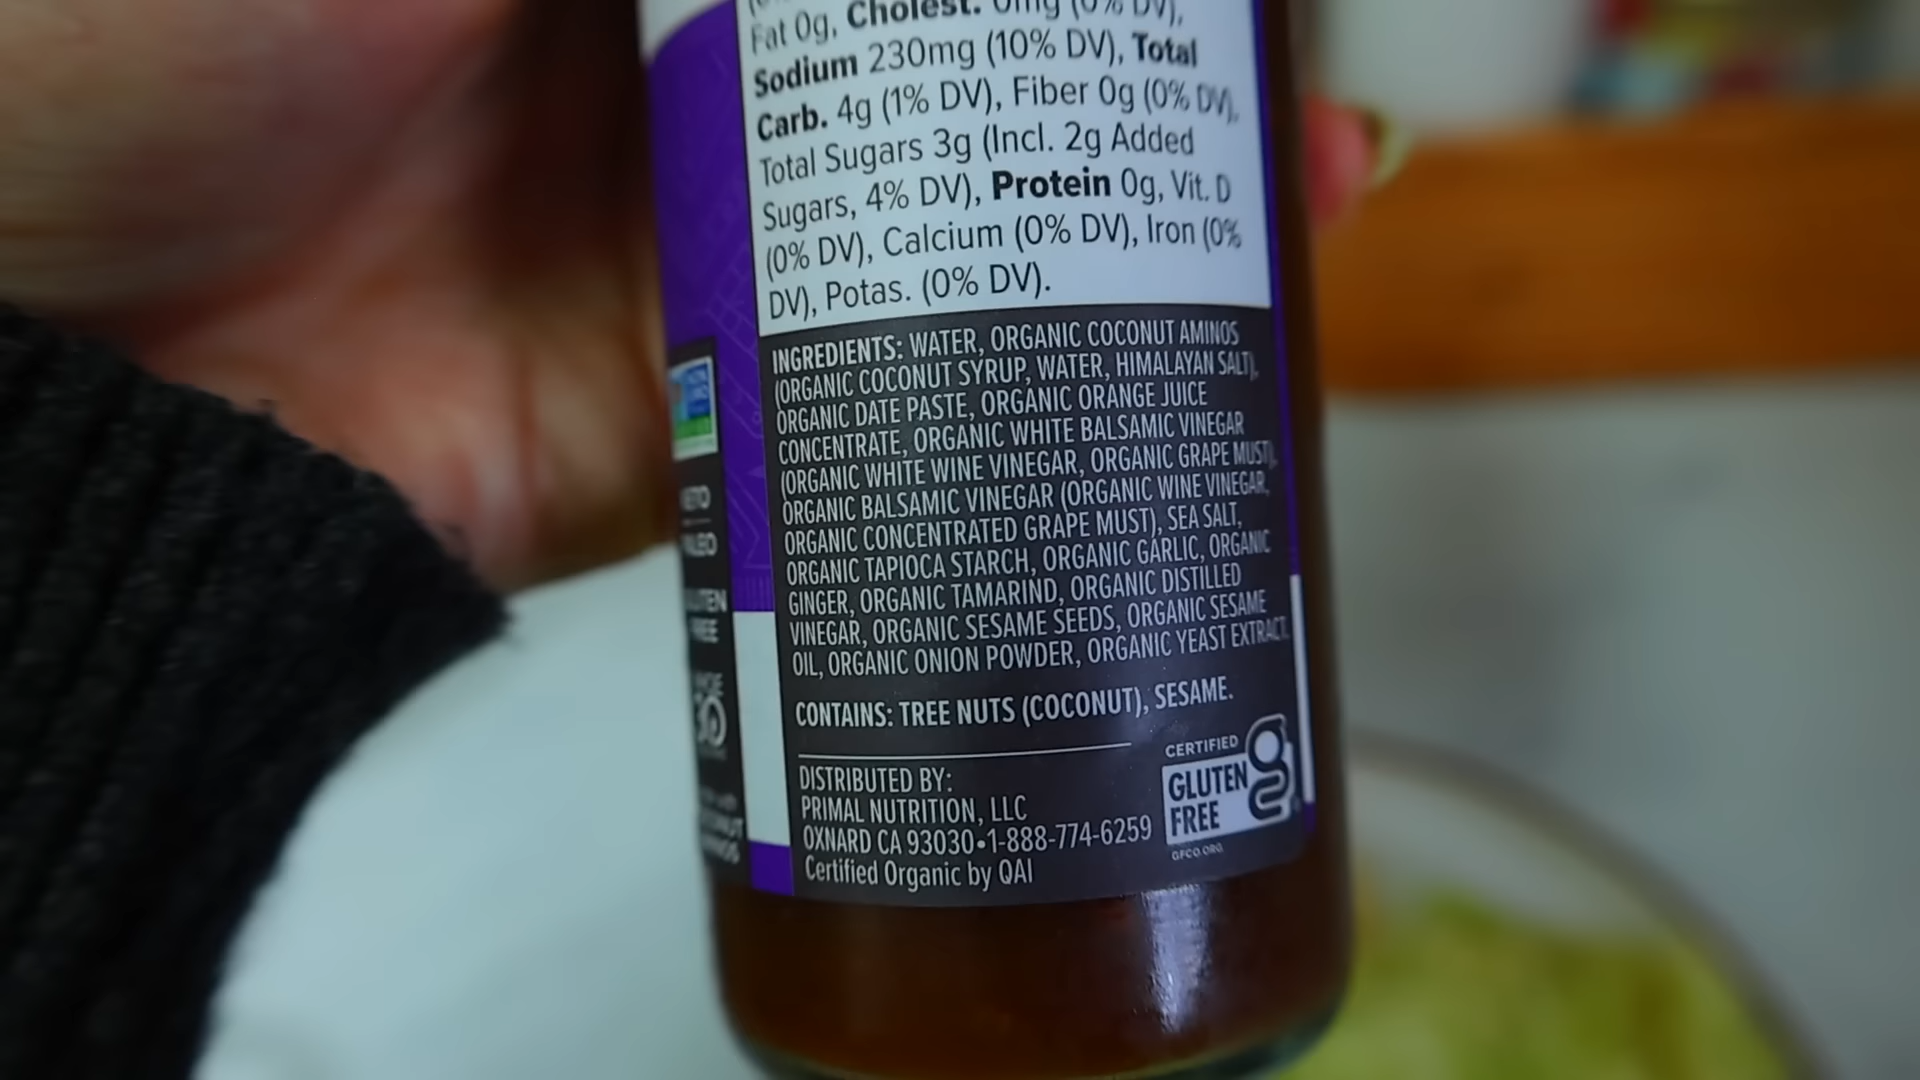 Fat 0g, Cholest. 0mg (0% DV),
Sodium 230mg (10% DV), Total
Carb. 4g (1% DV), Fiber 0g (0% DV),
Total Sugars 3g (Incl. 2g Added
Sugars, 4% DV), Protein 0g, Vit. D
(0% DV), Calcium (0% DV), Iron (0%
DV), Potas. (0% DV).
INGREDIENTS: WATER, ORGANIC COCONUT AMINOS
(ORGANIC COCONUT SYRUP, WATER, HIMALAYAN SALT),
ORGANIC DATE PASTE, ORGANIC ORANGE JUICE
CONCENTRATE, ORGANIC WHITE BALSAMIC VINEGAR
(ORGANIC WHITE WINE VINEGAR, ORGANIC GRAPE MUST),
ORGANIC BALSAMIC VINEGAR (ORGANIC WINE VINEGAR,
ORGANIC CONCENTRATED GRAPE MUST), SEA SALT,
ORGANIC TAPIOCA STARCH, ORGANIC GARLIC, ORGANIC
GINGER, ORGANIC TAMARIND, ORGANIC DISTILLED
VINEGAR, ORGANIC SESAME SEEDS, ORGANIC SESAME
OIL, ORGANIC ONION POWDER, ORGANIC YEAST EXTRACT.
CONTAINS: TREE NUTS (COCONUT), SESAME.
DISTRIBUTED BY:
PRIMAL NUTRITION, LLC
OXNARD CA 93030•1-888-774-6259
Certified Organic by QAI
CERTIFIED
GLUTEN
FREE
GFCO.ORG